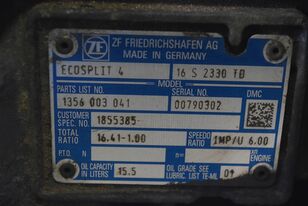 ZF FRIEDRICHSHAFEN AG
MADE IN GERMANY
ECOSPLIT 4 16 S 2330 TD
MODEL
PARTS LIST NO. SERIAL NO. DMC
1356 003 041 00790302
CUSTOMER SPEC. NO. 1855385
TOTAL RATIO 16.41-1.00 SPEEDO RATIO IMP/U 6.00
P.T.O. ENGINE
OIL CAPACITY IN LITERS 15.5 OIL GRADE SEE LUBRIC. LIST TE-ML